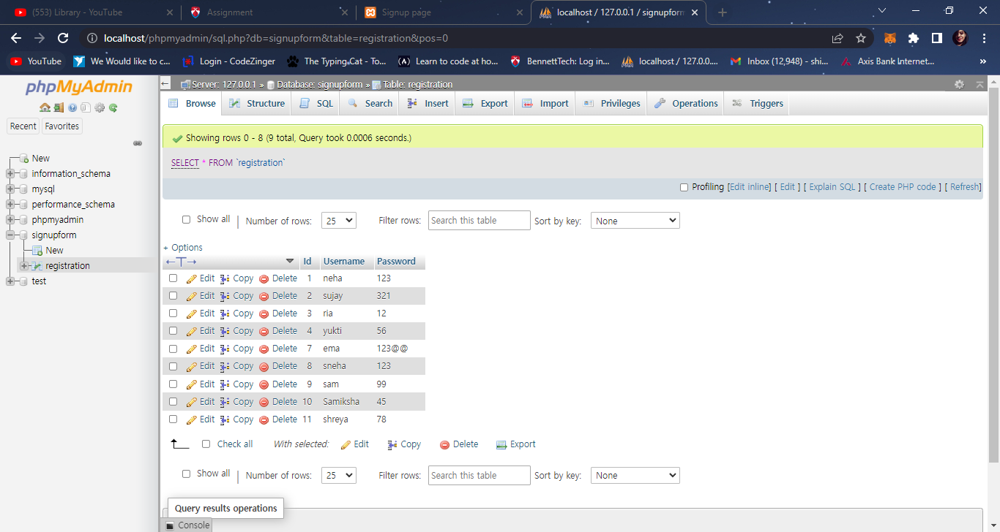 (553) Library - YouTube
Assignment
Signup page
localhost / 127.0.0.1 / signupform
localhost/phpmyadmin/sql.php?db=signupform&table=registration&pos=0
YouTube
We Would like to c...
Login - CodeZinger
The Typing Cat - To...
Learn to code at ho...
BennettTech: Log in...
localhost / 127.0.0....
Inbox (12,948) - shi...
Axis Bank Internet...
»
phpMyAdmin
Recent
Favorites
New
information_schema
mysql
performance_schema
phpmyadmin
signupform
New
registration
test
Server: 127.0.0.1 » Database: signupform » Table: registration
Browse Structure SQL Search Insert Export Import Privileges Operations Triggers
Showing rows 0 - 8 (9 total, Query took 0.0006 seconds.)
SELECT * FROM `registration`
Profiling [Edit inline] [ Edit ] [ Explain SQL ] [ Create PHP code ] [ Refresh]
Show all | Number of rows: 25 Filter rows: Search this table Sort by key: None
+ Options
←T→ Id Username Password
Edit Copy Delete 1 neha 123
Edit Copy Delete 2 sujay 321
Edit Copy Delete 3 ria 12
Edit Copy Delete 4 yukti 56
Edit Copy Delete 7 ema 123@@
Edit Copy Delete 8 sneha 123
Edit Copy Delete 9 sam 99
Edit Copy Delete 10 Samiksha 45
Edit Copy Delete 11 shreya 78
Check all With selected: Edit Copy Delete Export
Show all | Number of rows: 25 Filter rows: Search this table Sort by key: None
Query results operations
Console